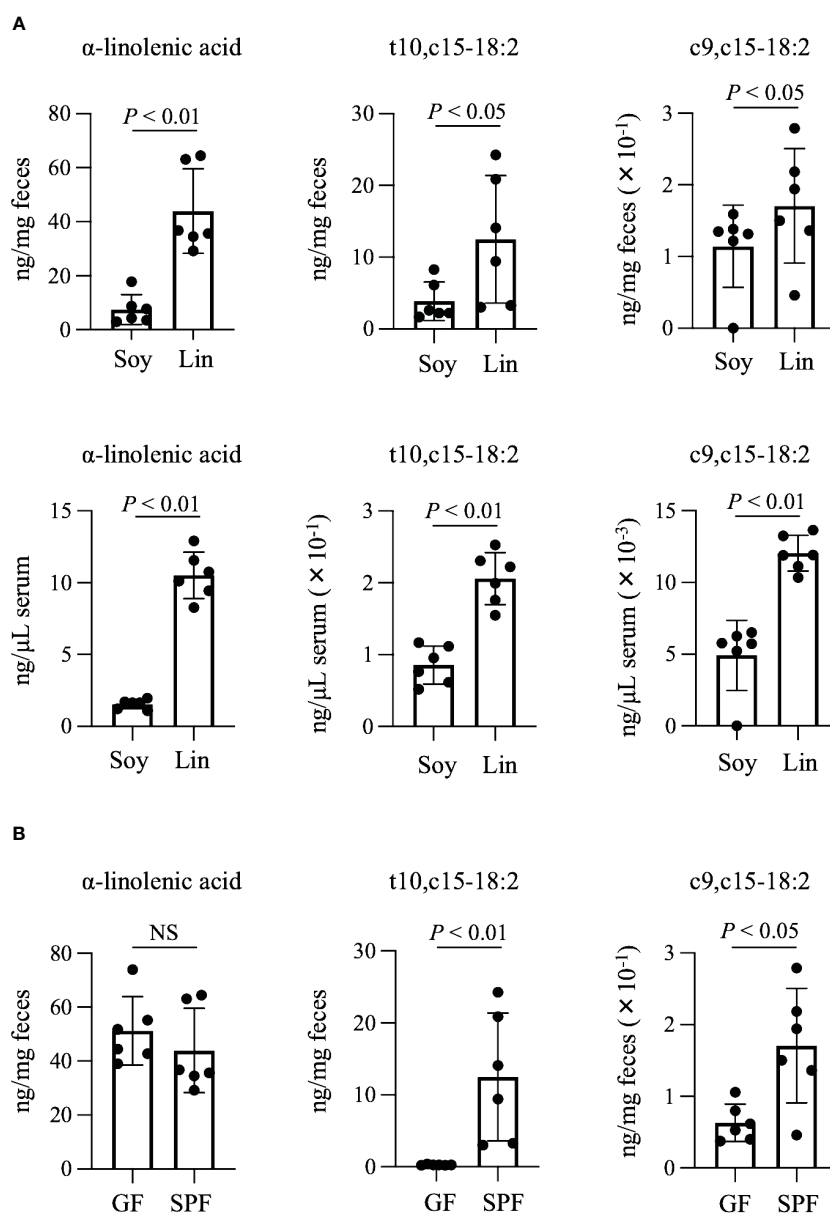 A
α-linolenic acid
t10,c15-18:2
c9,c15-18:2
P < 0.01
P < 0.05
P < 0.05
ng/mg feces
80
60
40
20
0
Soy Lin
ng/mg feces
30
20
10
0
Soy Lin
ng/mg feces (×10-1)
3
2
1
0
Soy Lin
α-linolenic acid
t10,c15-18:2
c9,c15-18:2
P < 0.01
P < 0.01
P < 0.01
ng/μL serum
15
10
5
0
Soy Lin
ng/μL serum (×10-1)
3
2
1
0
Soy Lin
ng/μL serum (×10-3)
15
10
5
0
Soy Lin
B
α-linolenic acid
t10,c15-18:2
c9,c15-18:2
NS
P < 0.01
P < 0.05
ng/mg feces
80
60
40
20
0
GF SPF
ng/mg feces
30
20
10
0
GF SPF
ng/mg feces (×10-1)
3
2
1
0
GF SPF